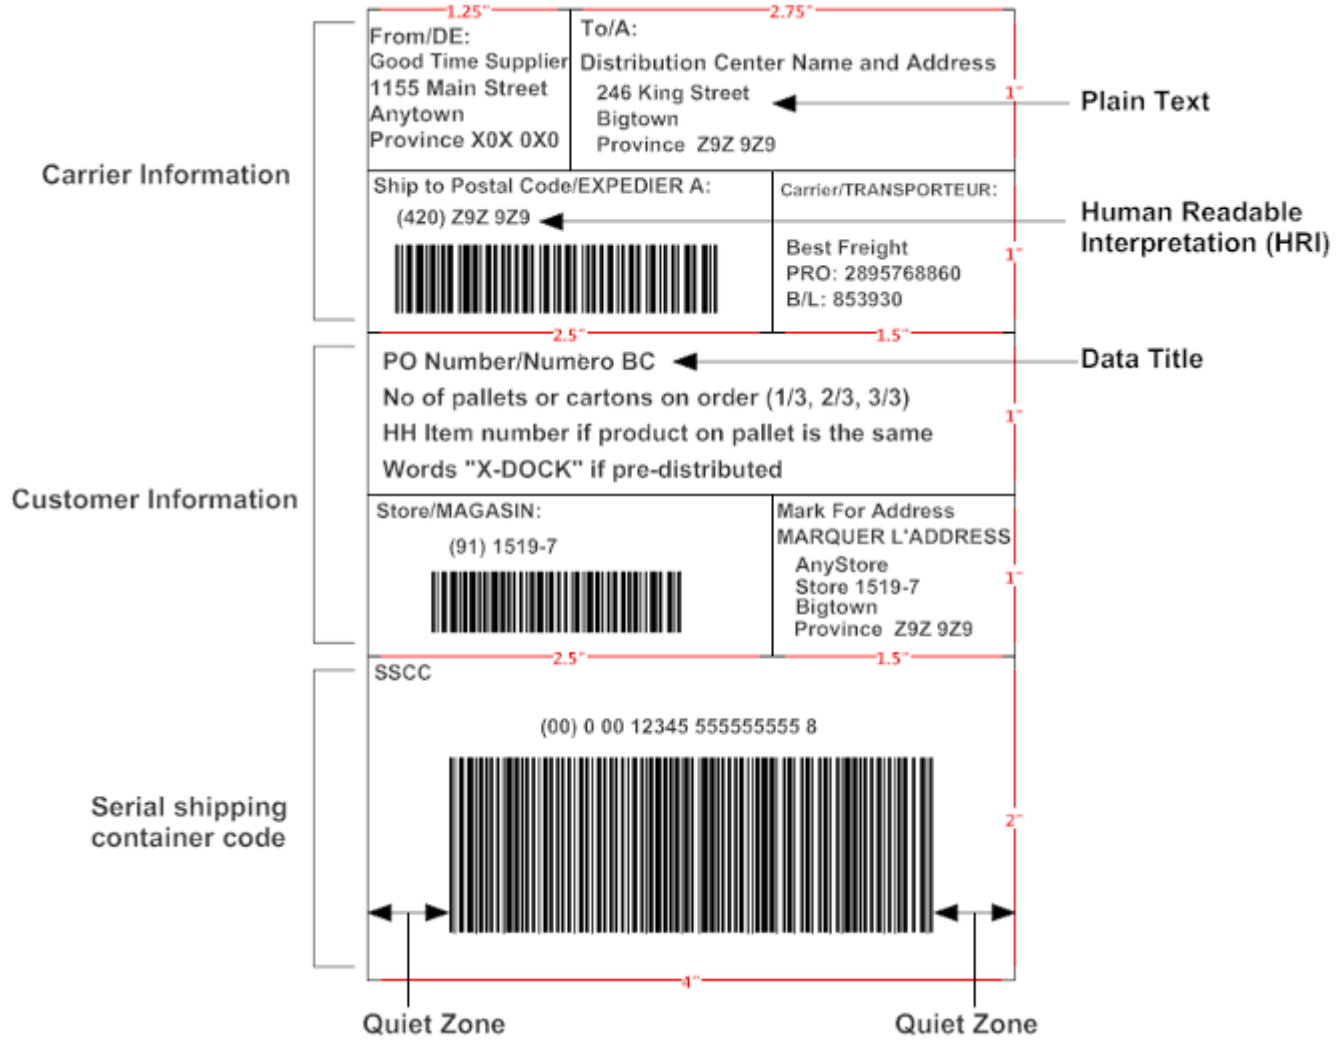 1.25"
2.75"
From/DE:
Good Time Supplier
1155 Main Street
Anytown
Province X0X 0X0
To/A:
Distribution Center Name and Address
246 King Street
Bigtown
Province Z9Z 9Z9
1"
Plain Text
Carrier Information
Ship to Postal Code/EXPEDIER A:
(420) Z9Z 9Z9
Carrier/TRANSPORTEUR:
Best Freight
PRO: 2895768860
B/L: 853930
1"
Human Readable
Interpretation (HRI)
2.5"
1.5"
PO Number/Numèro BC
No of pallets or cartons on order (1/3, 2/3, 3/3)
HH Item number if product on pallet is the same
Words "X-DOCK" if pre-distributed
1"
Data Title
Customer Information
Store/MAGASIN:
(91) 1519-7
Mark For Address
MARQUER L'ADDRESS
AnyStore
Store 1519-7
Bigtown
Province Z9Z 9Z9
1"
2.5"
1.5"
SSCC
(00) 0 00 12345 5555555555 8
Serial shipping
container code
2"
4"
Quiet Zone
Quiet Zone